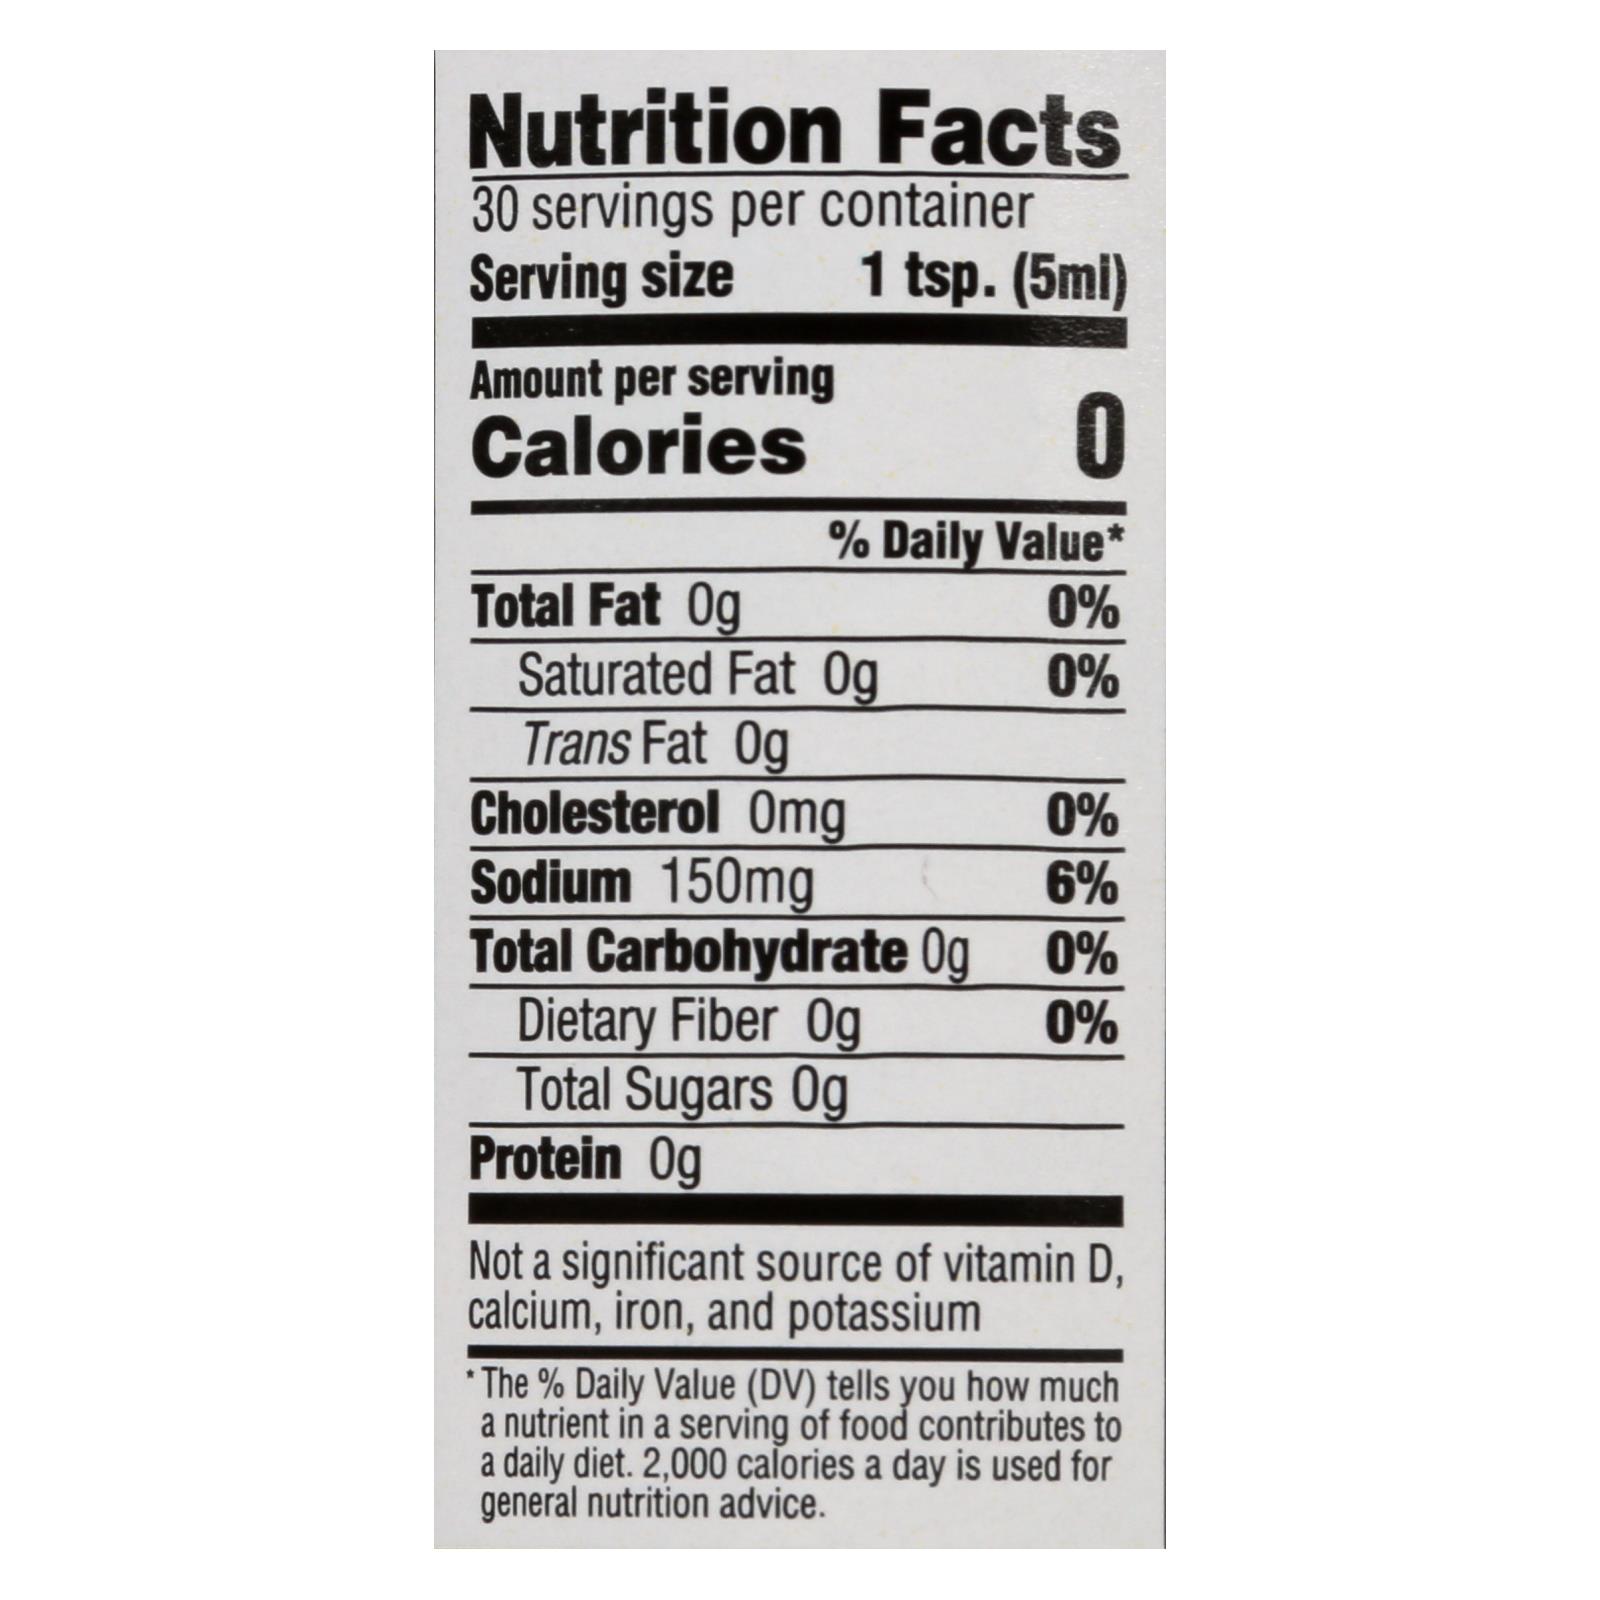 Nutrition Facts
30 servings per container
Serving size 1 tsp. (5ml)
Amount per serving
Calories 0
% Daily Value*
Total Fat 0g 0%
Saturated Fat 0g 0%
Trans Fat 0g
Cholesterol 0mg 0%
Sodium 150mg 6%
Total Carbohydrate 0g 0%
Dietary Fiber 0g 0%
Total Sugars 0g
Protein 0g
Not a significant source of vitamin D,
calcium, iron, and potassium
* The % Daily Value (DV) tells you how much
a nutrient in a serving of food contributes to
a daily diet. 2,000 calories a day is used for
general nutrition advice.